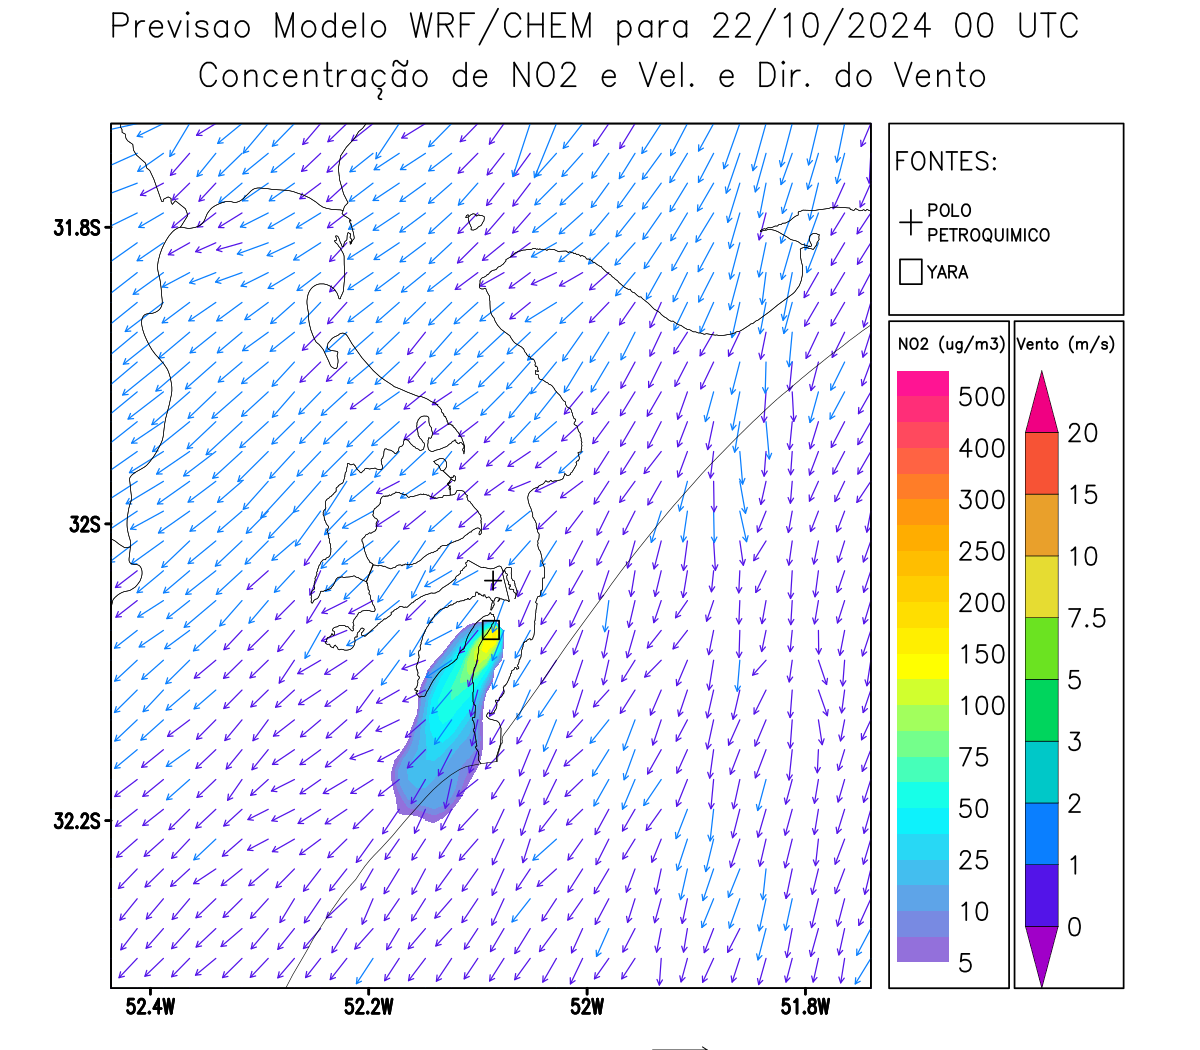 Previsao Modelo WRF/CHEM para 22/10/2024 00 UTC
Concentração de NO2 e Vel. e Dir. do Vento
FONTES:
POLO
PETROQUIMICO
YARA
NO2 (ug/m3)
500
400
300
250
200
150
100
75
50
25
10
5
Vento (m/s)
20
15
10
7.5
5
3
2
1
0
31.8S
32S
32.2S
52.4W
52.2W
52W
51.8W